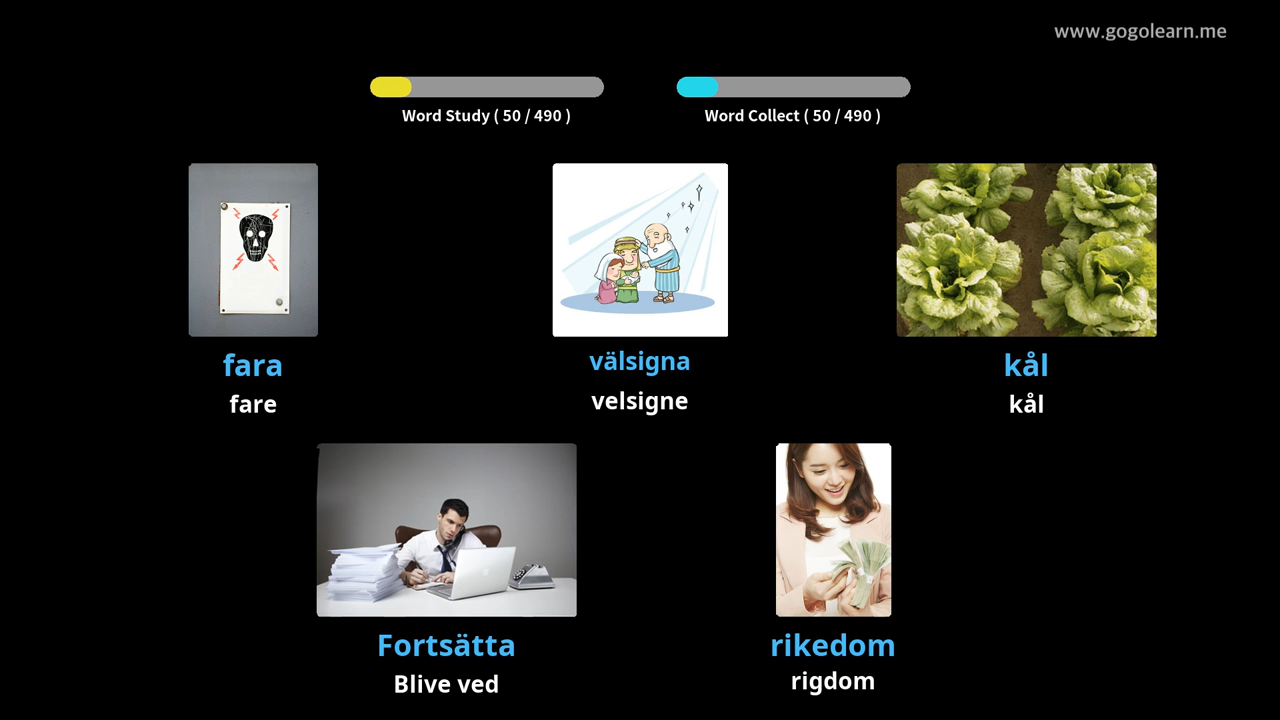 www.gogolearn.me
Word Study ( 50 / 490 )
Word Collect ( 50 / 490 )
fara
fare
välsigna
velsigne
kål
kål
Fortsätta
Blive ved
rikedom
rigdom